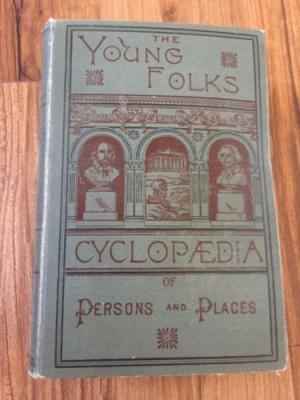 THE
YOUNG
FOLKS
CYCLOPÆDIA
OF
PERSONS AND PLACES